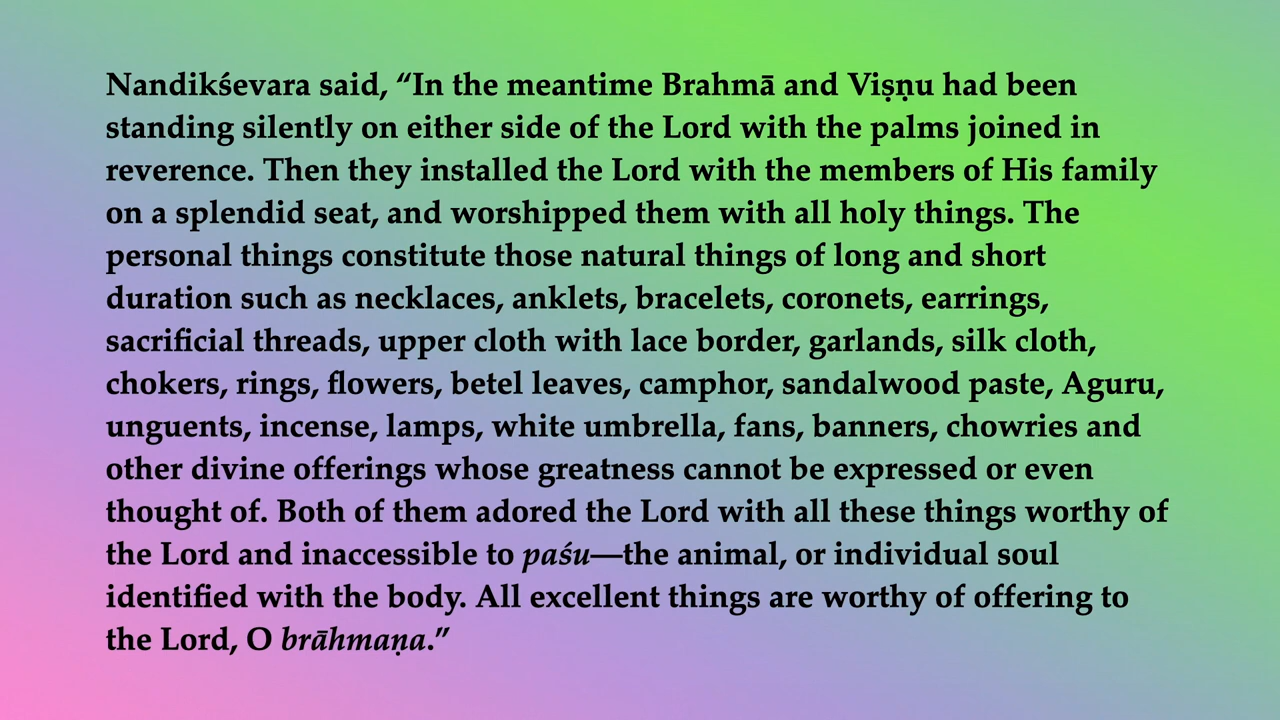 Nandikśevara said, “In the meantime Brahmā and Viṣṇu had been
standing silently on either side of the Lord with the palms joined in
reverence. Then they installed the Lord with the members of His family
on a splendid seat, and worshipped them with all holy things. The
personal things constitute those natural things of long and short
duration such as necklaces, anklets, bracelets, coronets, earrings,
sacrificial threads, upper cloth with lace border, garlands, silk cloth,
chokers, rings, flowers, betel leaves, camphor, sandalwood paste, Aguru,
unguents, incense, lamps, white umbrella, fans, banners, chowries and
other divine offerings whose greatness cannot be expressed or even
thought of. Both of them adored the Lord with all these things worthy of
the Lord and inaccessible to paśu—the animal, or individual soul
identified with the body. All excellent things are worthy of offering to
the Lord, O brāhmaṇa.”